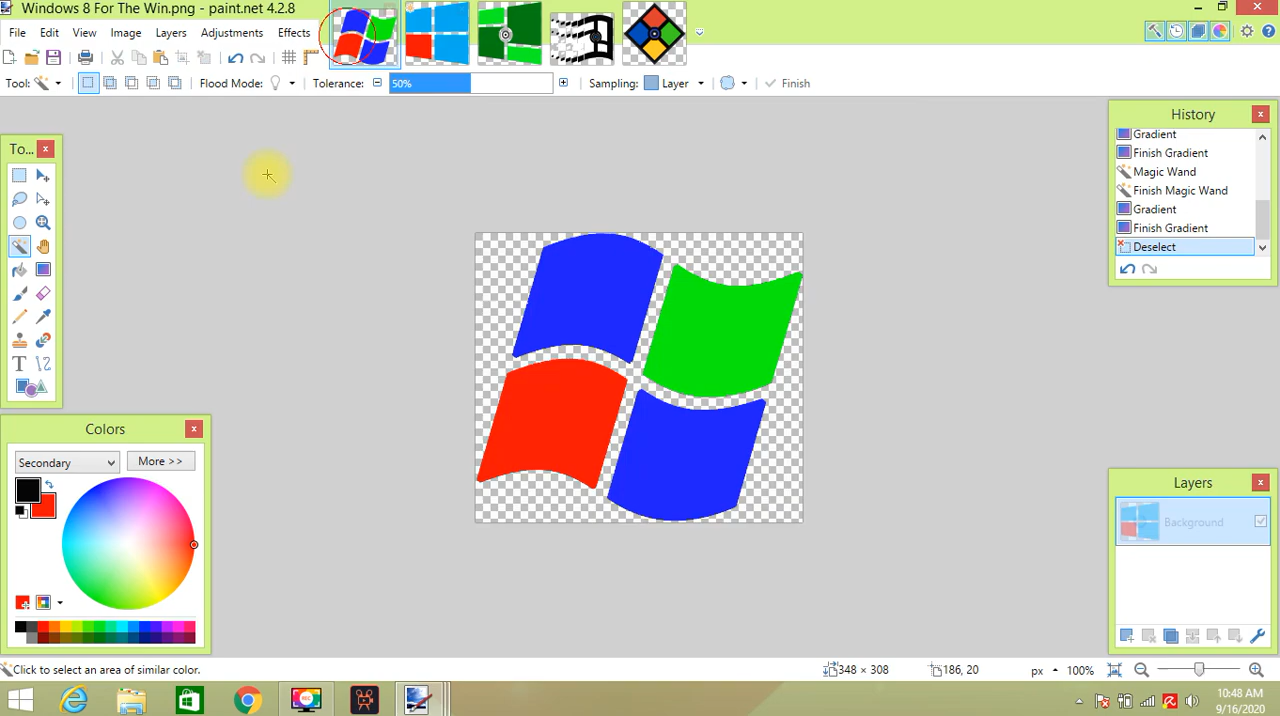 Windows 8 For The Win.png - paint.net 4.2.8
File Edit View Image Layers Adjustments Effects
Tool: Flood Mode: Tolerance: 50% Sampling: Layer Finish
To...
History
Gradient
Finish Gradient
Magic Wand
Finish Magic Wand
Gradient
Finish Gradient
Deselect
Colors
Secondary More >>
Layers
Background
Click to select an area of similar color. 348 × 308 186, 20 px 100%
REC
10:48 AM
9/16/2020